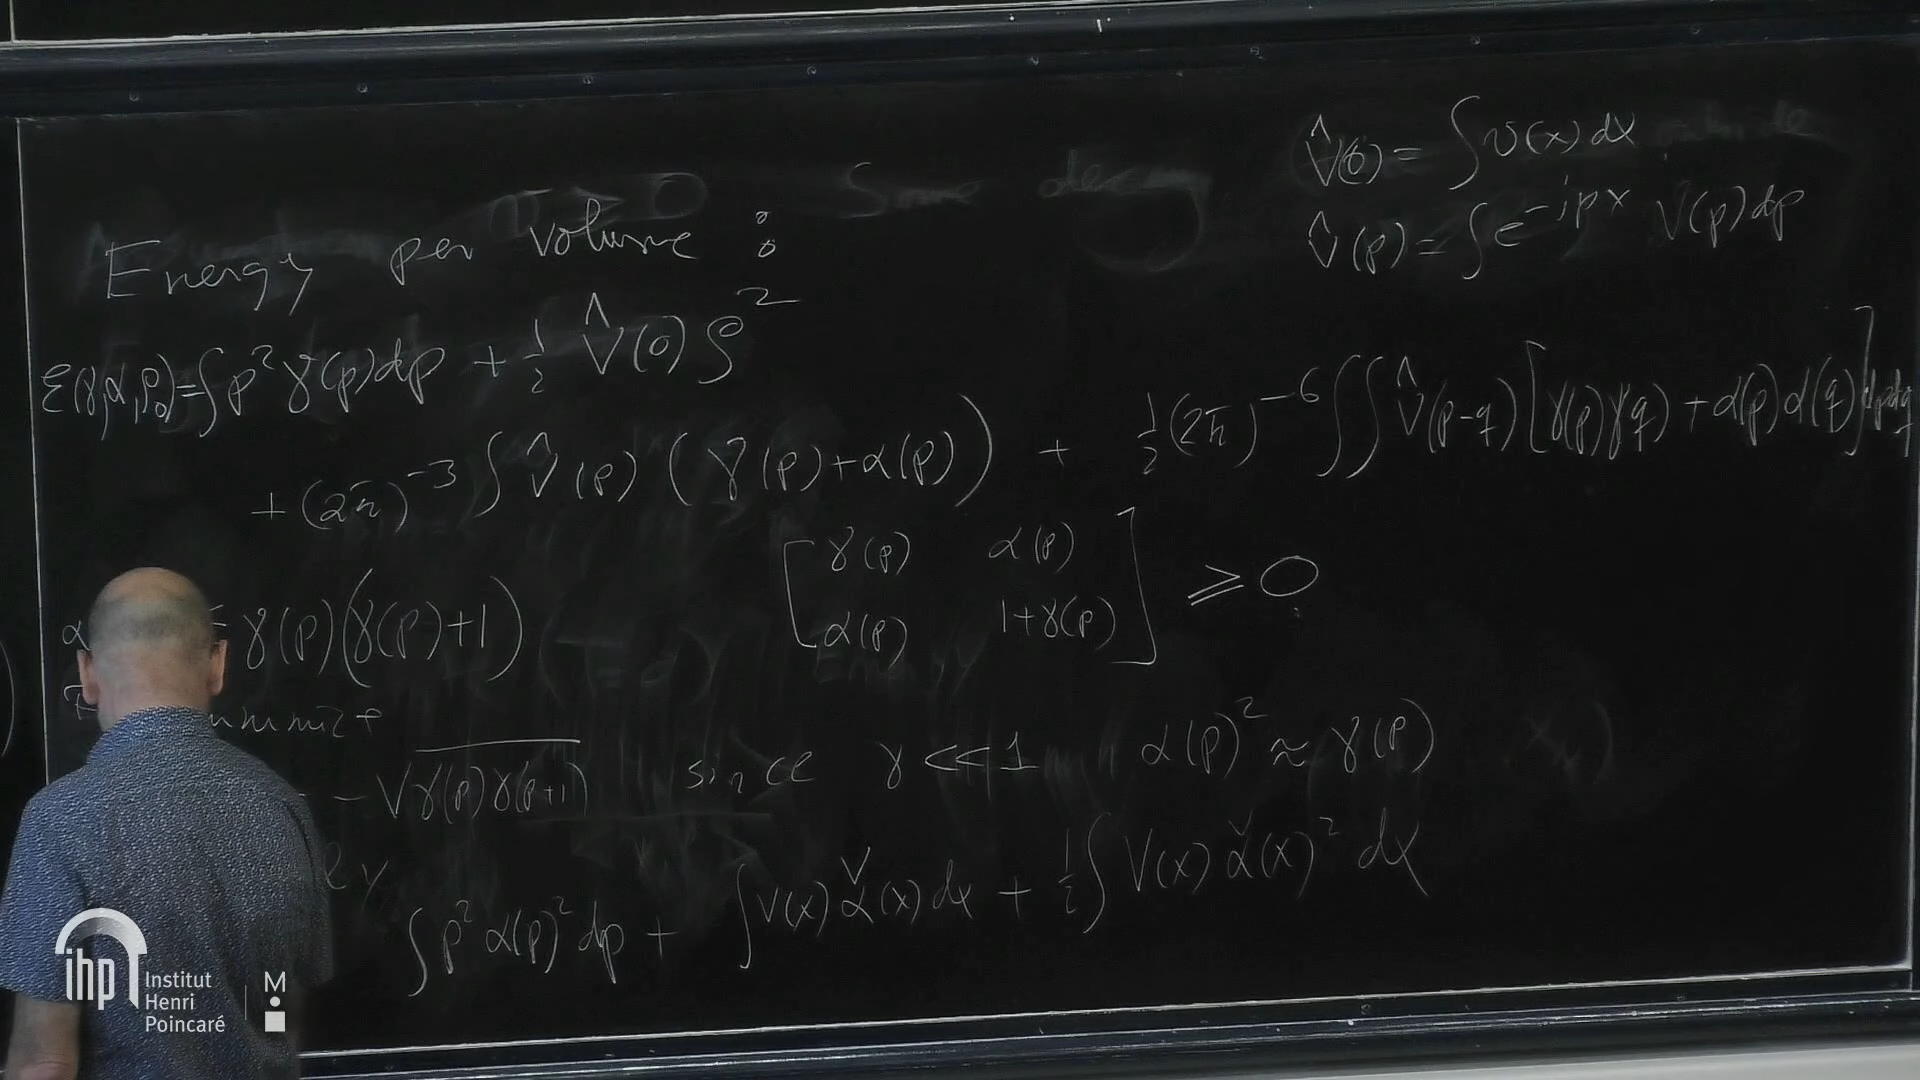 V̂(0) = ∫ v(x) dx
V̂(p) = ∫ e^{-ipx} V(p) dp
Energy per volume :
ε(γ,α,ρ₀) = ∫ p² γ(p) dp + ½ V̂(0) ρ²
+ (2π)^{-3} ∫ V̂(p) (γ(p)+α(p)) + ½ (2π)^{-6} ∬ V̂(p-q) [γ(p)γ(q) + α(p)α(q)] dp dq
[ γ(p) α(p)
α(p) 1+γ(p) ] ⩾ 0
α = γ(p)(γ(p)+1)
- √γ(p)γ(p+1) since γ << 1 α(p)² ≈ γ(p)
∫ p² α(p)² dp + ∫ V(x) α̌(x) dx + ½ ∫ V(x) α̌(x)² dx
ihp Institut
Henri
Poincaré
M